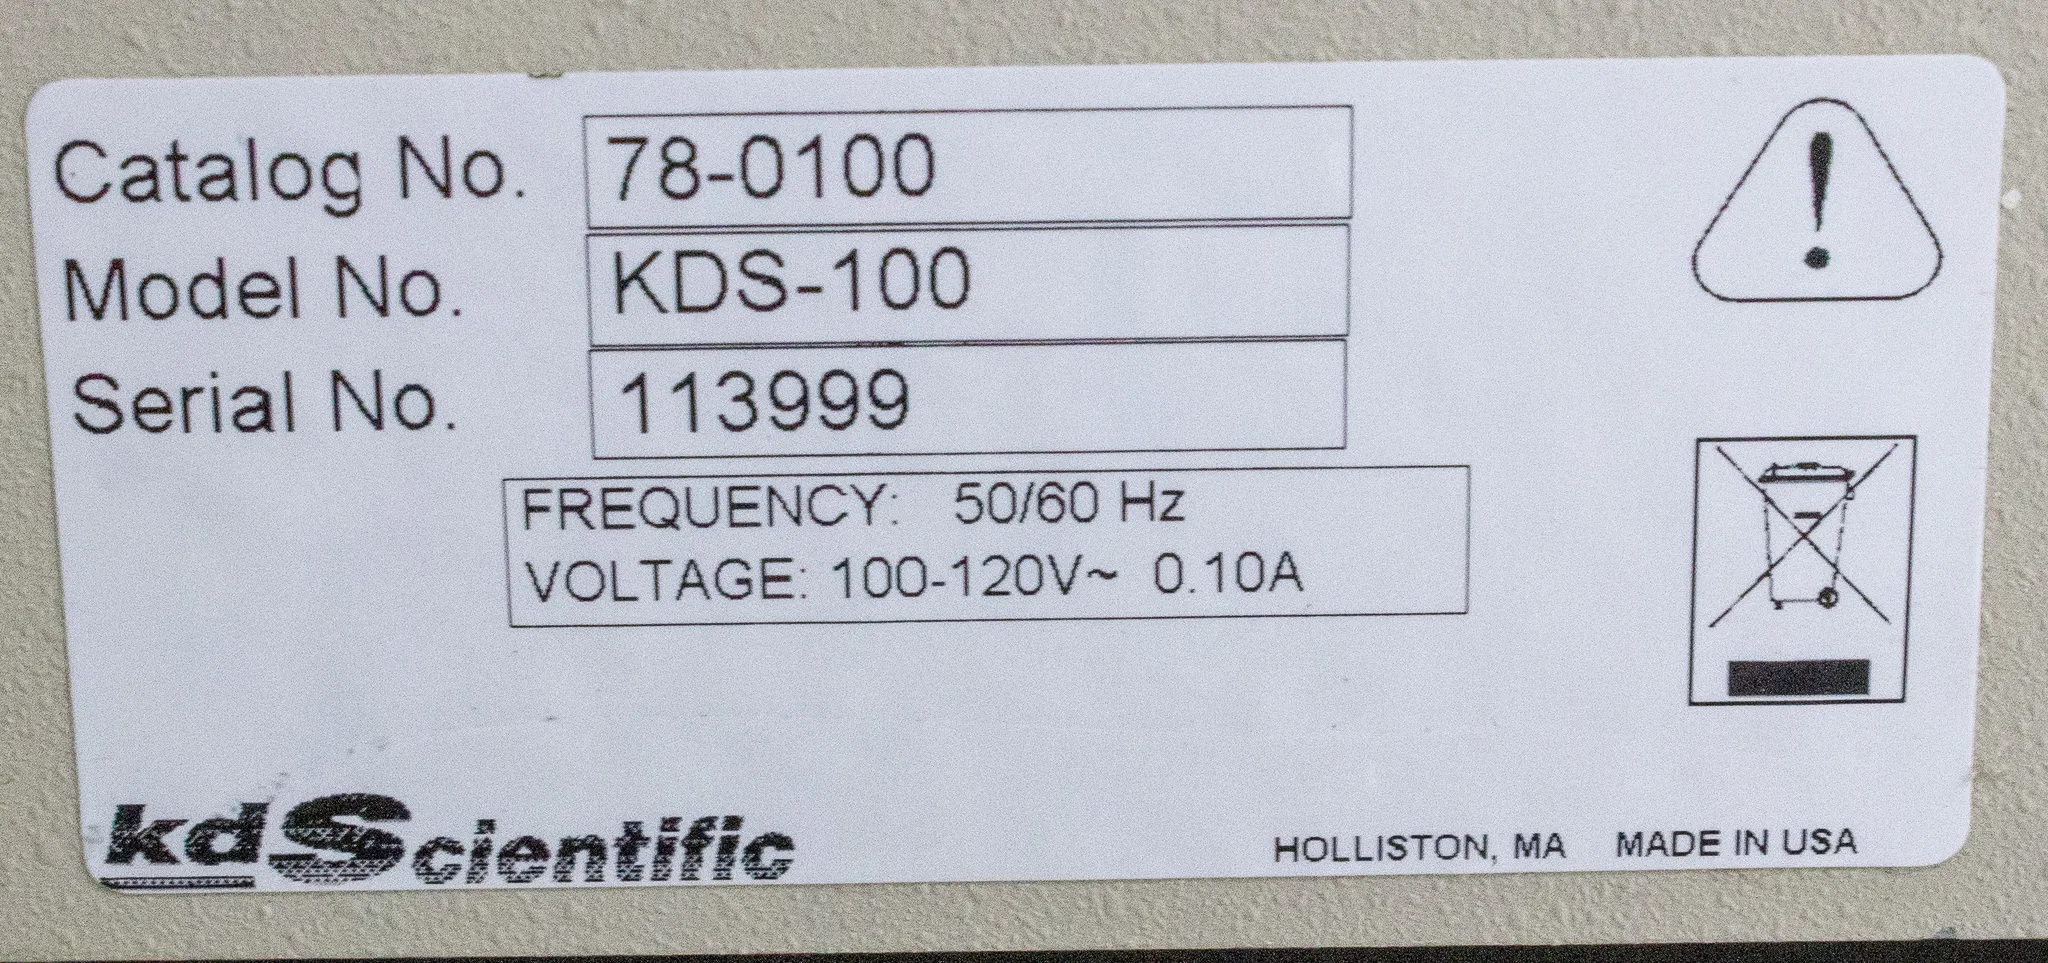 Catalog No. 78-0100
Model No. KDS-100
Serial No. 113999
FREQUENCY: 50/60 Hz
VOLTAGE: 100-120V~ 0.10A
kdScientific
HOLLISTON, MA MADE IN USA